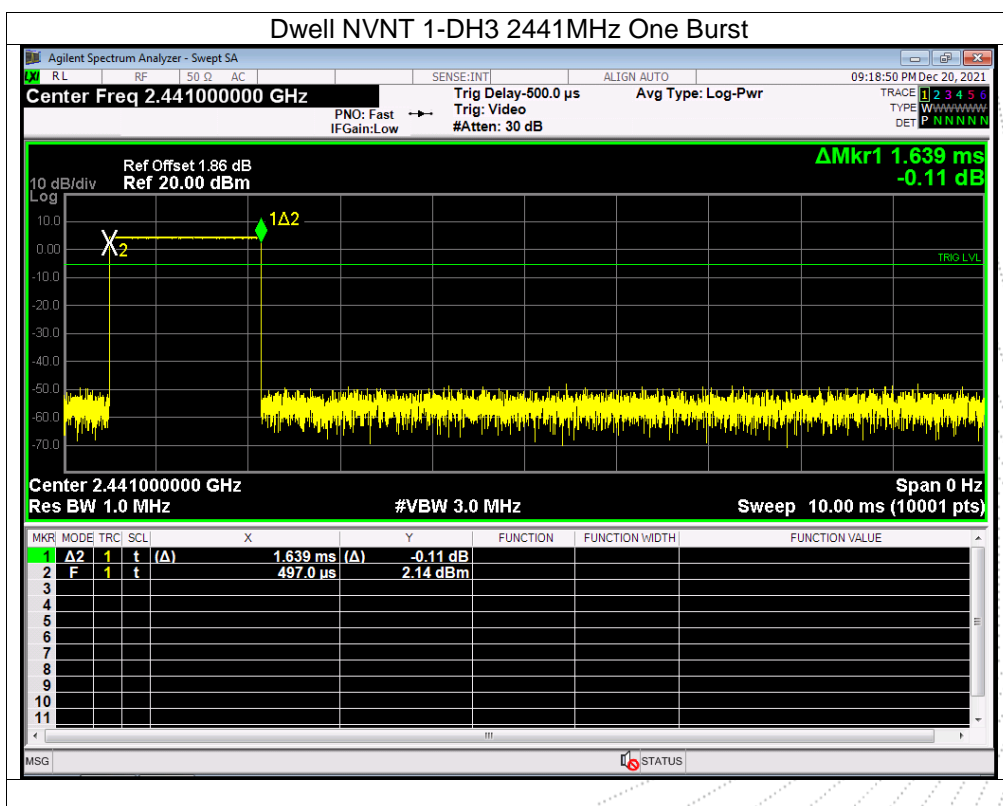 Dwell NVNT 1-DH3 2441MHz One Burst
Agilent Spectrum Analyzer - Swept SA
LXI RL RF 50 Ω AC SENSE:INT ALIGN AUTO 09:18:50 PM Dec 20, 2021
Center Freq 2.441000000 GHz Trig Delay-500.0 µs Avg Type: Log-Pwr TRACE 1 2 3 4 5 6
PNO: Fast Trig: Video TYPE WWWWWW
IFGain:Low #Atten: 30 dB DET P N N N N N
ΔMkr1 1.639 ms
-0.11 dB
Ref Offset 1.86 dB
10 dB/div Ref 20.00 dBm
Log
10.0
1Δ2
0.00
2
TRIG LVL
-10.0
-20.0
-30.0
-40.0
-50.0
-60.0
-70.0
Center 2.441000000 GHz Span 0 Hz
Res BW 1.0 MHz #VBW 3.0 MHz Sweep 10.00 ms (10001 pts)
MKR MODE TRC SCL X Y FUNCTION FUNCTION WIDTH FUNCTION VALUE
1 Δ2 1 t (Δ) 1.639 ms (Δ) -0.11 dB
2 F 1 t 497.0 µs 2.14 dBm
3
4
5
6
7
8
9
10
11
MSG STATUS